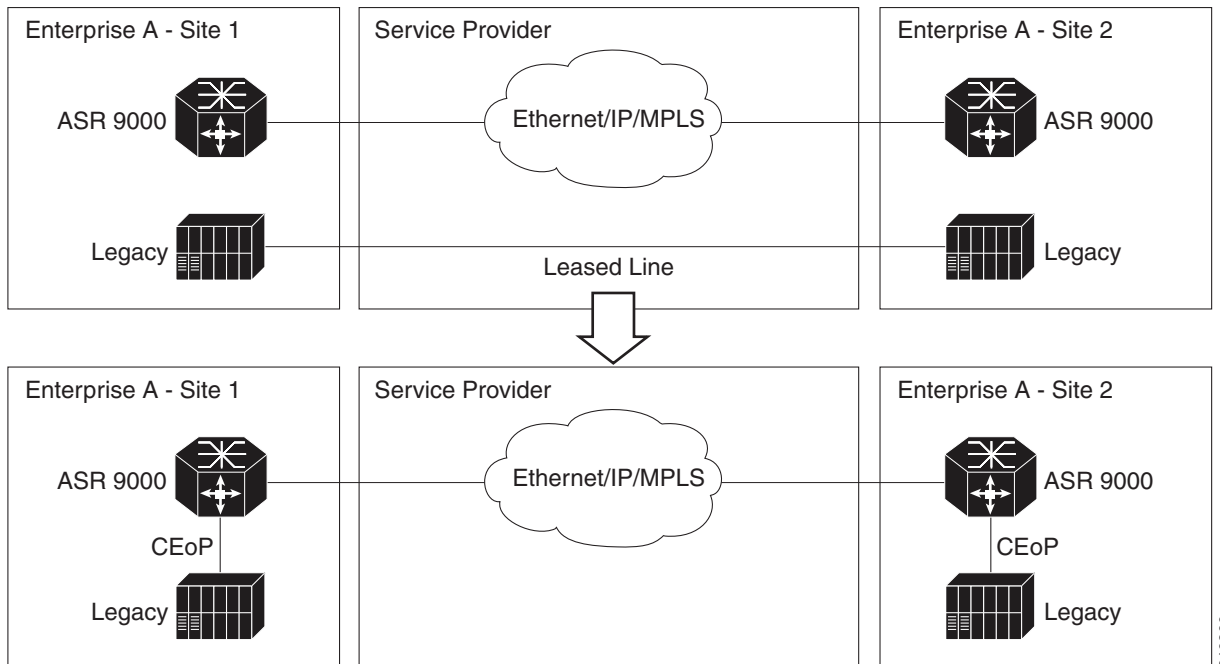 Enterprise A - Site 1
Service Provider
Enterprise A - Site 2
ASR 9000
Ethernet/IP/MPLS
ASR 9000
Legacy
Leased Line
Legacy
Enterprise A - Site 1
Service Provider
Enterprise A - Site 2
ASR 9000
Ethernet/IP/MPLS
ASR 9000
CEoP
CEoP
Legacy
Legacy